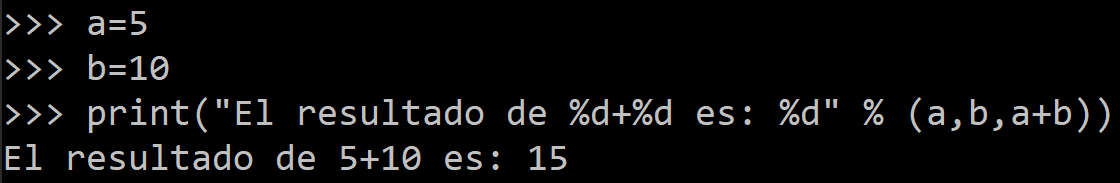 >>> a=5
>>> b=10
>>> print("El resultado de %d+%d es: %d" % (a,b,a+b))
El resultado de 5+10 es: 15